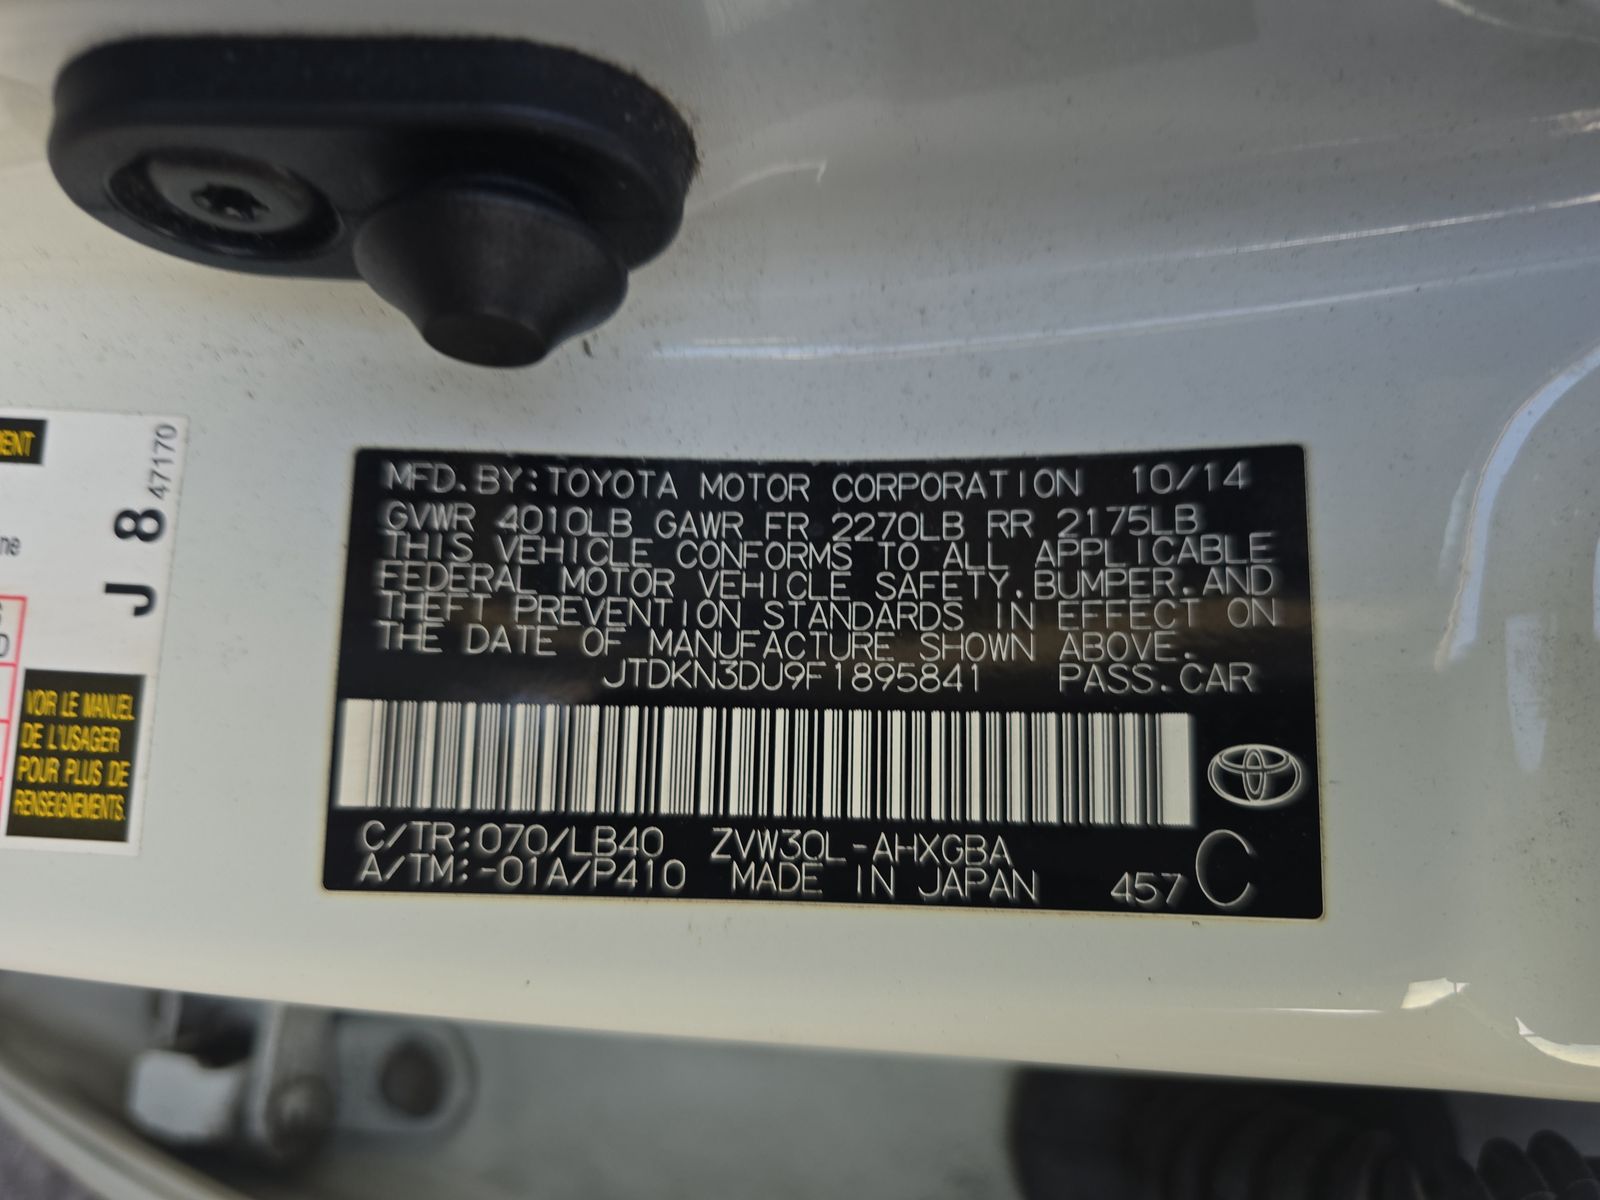 MFD. BY: TOYOTA MOTOR CORPORATION 10/14
GVWR 4010LB GAWR FR 2270LB RR 2175LB
THIS VEHICLE CONFORMS TO ALL APPLICABLE
FEDERAL MOTOR VEHICLE SAFETY. BUMPER. AND
THEFT PREVENTION STANDARDS IN EFFECT ON
THE DATE OF MANUFACTURE SHOWN ABOVE.
JTDKN3DU9F1895841 PASS. CAR
C/TR: 070/LB40 ZVW30L-AHXGBA
A/TM: -01A/P410 MADE IN JAPAN 457 C
J 8 47170
VOIR LE MANUEL
DE L'USAGER
POUR PLUS DE
RENSEIGNEMENTS.